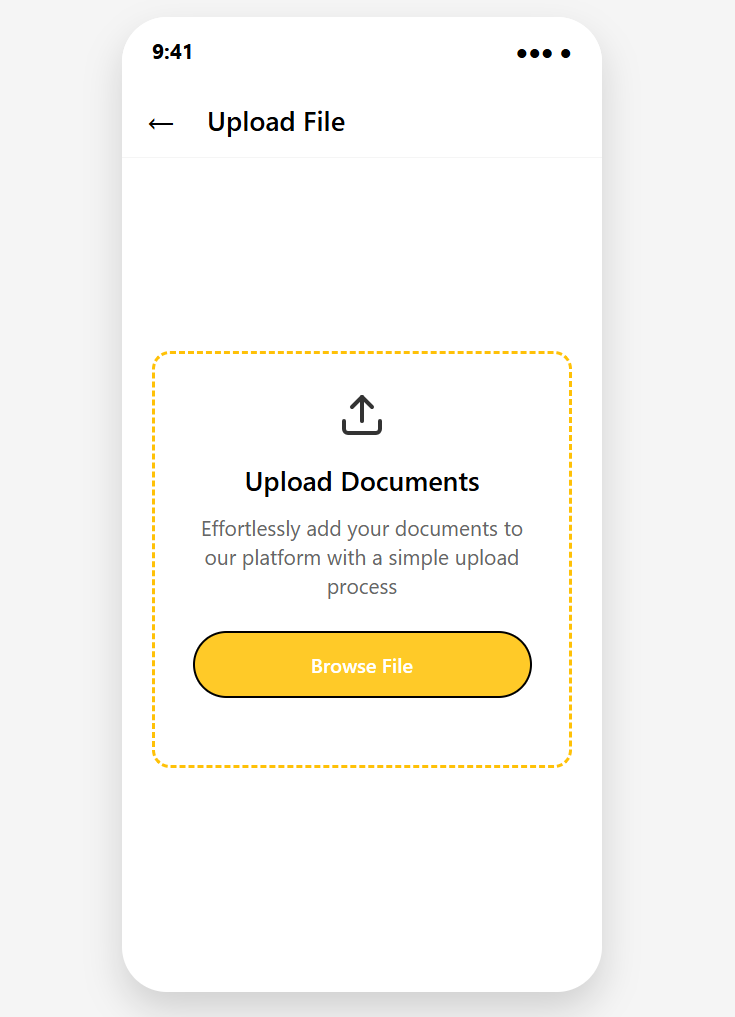 9:41
Upload File
Upload Documents
Effortlessly add your documents to
our platform with a simple upload
process
Browse File